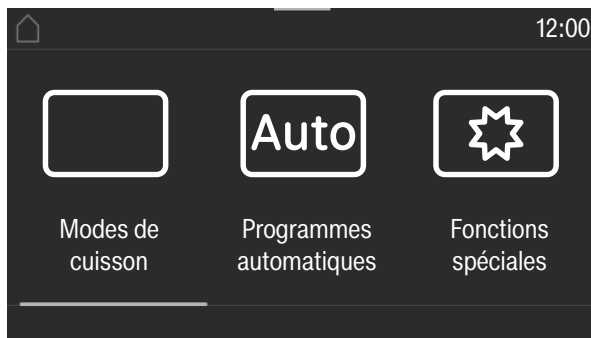 12:00
Auto
Modes de
cuisson
Programmes
automatiques
Fonctions
spéciales